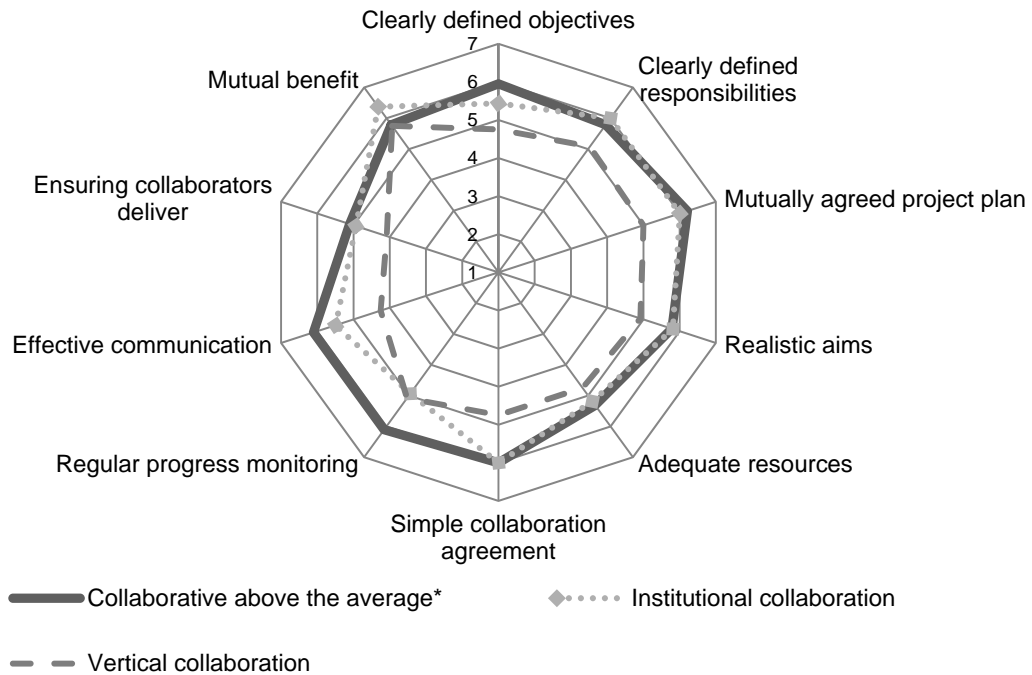 Clearly defined objectives
7
6
5
4
3
2
1
Clearly defined
responsibilities
Mutually agreed project plan
Realistic aims
Adequate resources
Simple collaboration
agreement
Regular progress monitoring
Effective communication
Ensuring collaborators
deliver
Mutual benefit
Collaborative above the average*
Institutional collaboration
Vertical collaboration